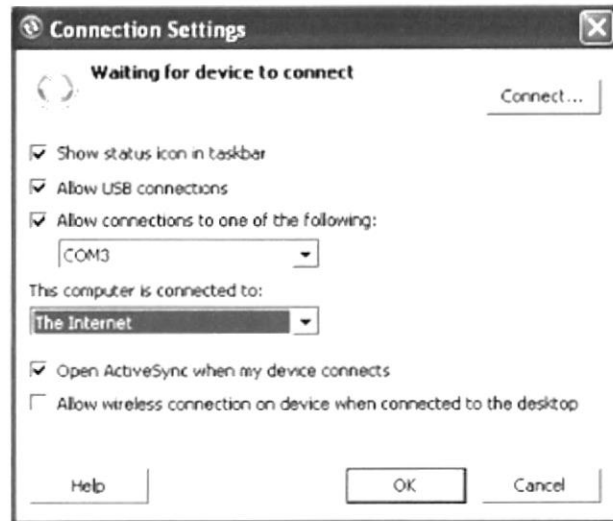 Connection Settings
Waiting for device to connect
Connect...
Show status icon in taskbar
Allow USB connections
Allow connections to one of the following:
COM3
This computer is connected to:
The Internet
Open ActiveSync when my device connects
Allow wireless connection on device when connected to the desktop
Help
OK
Cancel